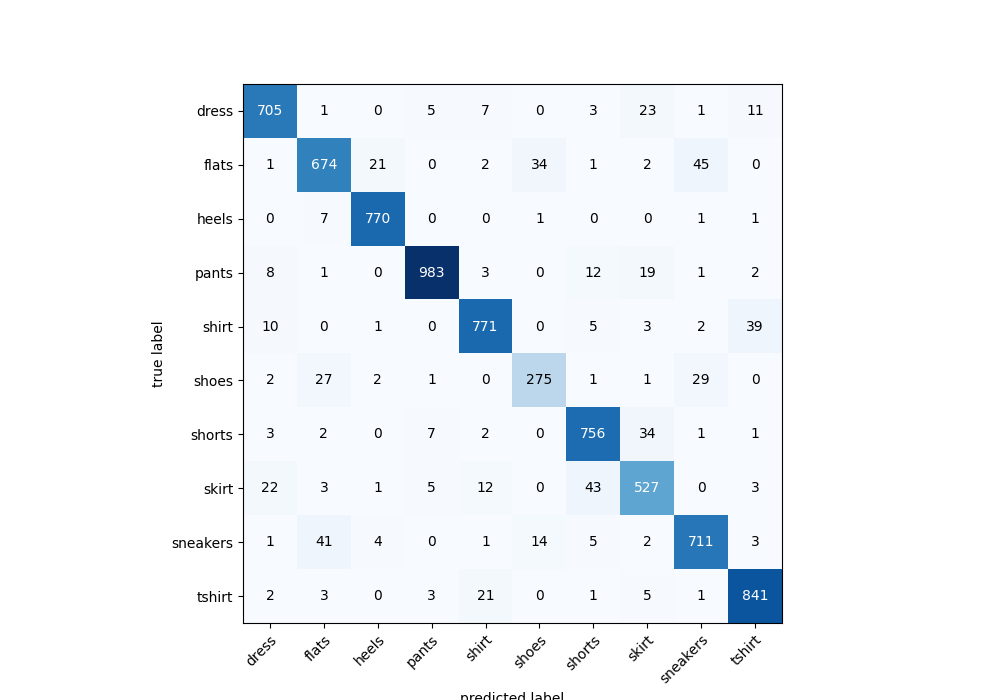 true label
dress 705 1 0 5 7 0 3 23 1 11
flats 1 674 21 0 2 34 1 2 45 0
heels 0 7 770 0 0 1 0 0 1 1
pants 8 1 0 983 3 0 12 19 1 2
shirt 10 0 1 0 771 0 5 3 2 39
shoes 2 27 2 1 0 275 1 1 29 0
shorts 3 2 0 7 2 0 756 34 1 1
skirt 22 3 1 5 12 0 43 527 0 3
sneakers 1 41 4 0 1 14 5 2 711 3
tshirt 2 3 0 3 21 0 1 5 1 841
dress flats heels pants shirt shoes shorts skirt sneakers tshirt
predicted label